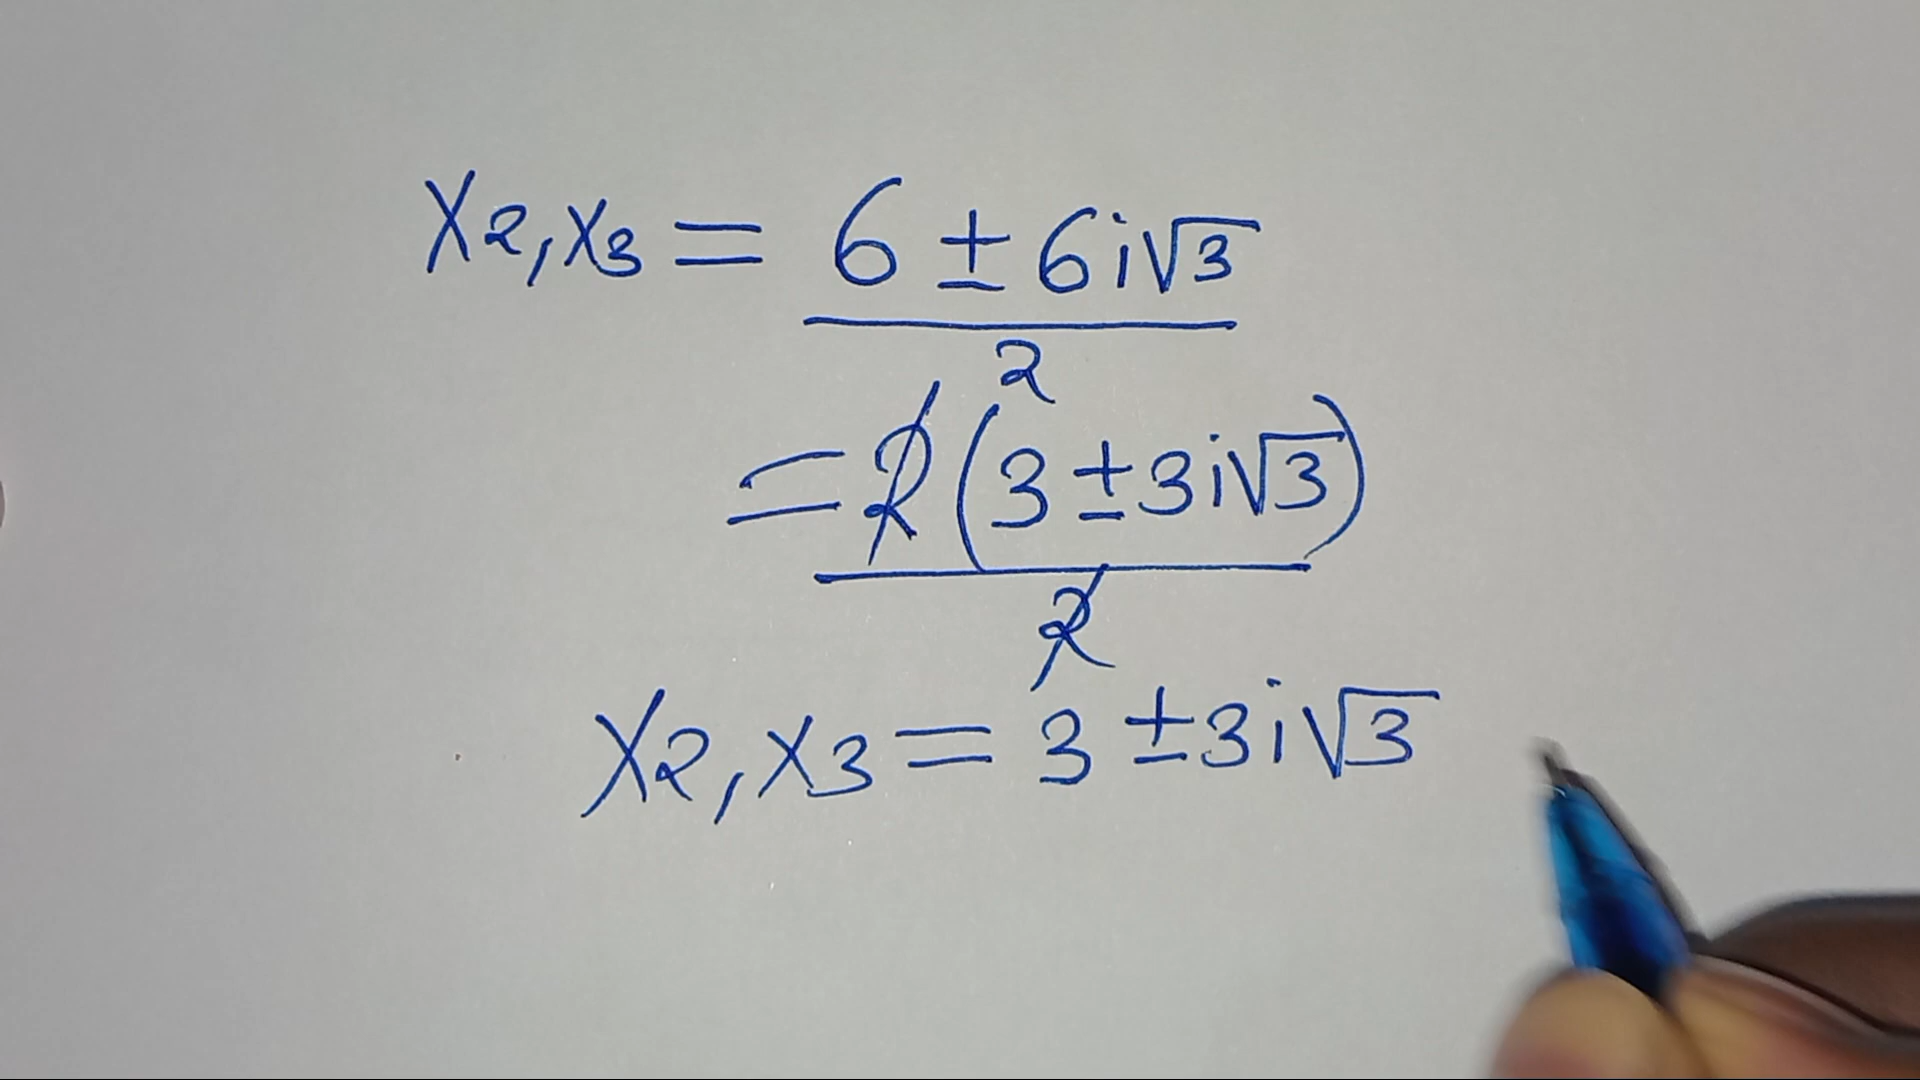 X2,X3 = 6 ± 6i√3
2
= 2(3 ± 3i√3)
2
X2,X3 = 3 ± 3i√3